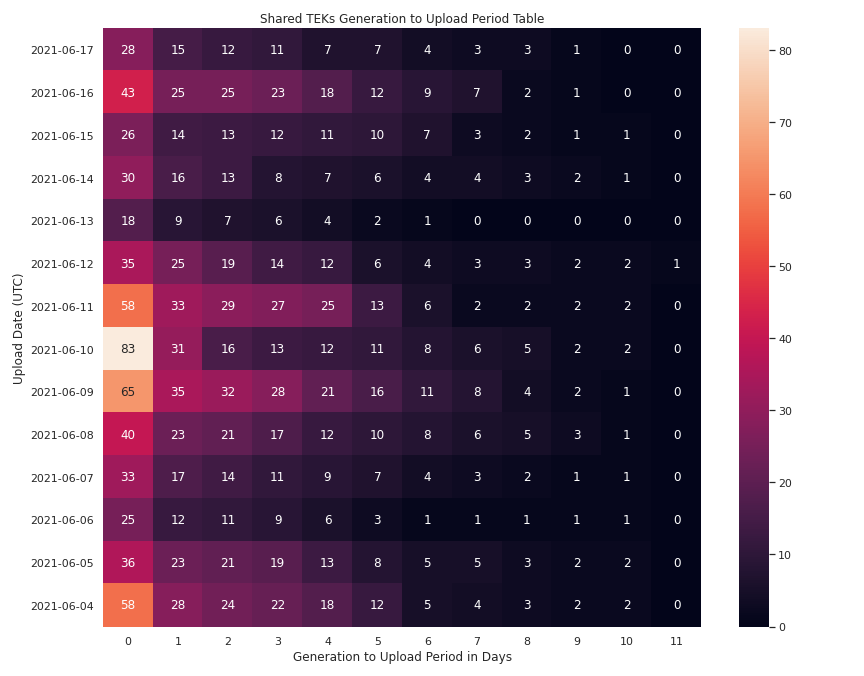 Shared TEKs Generation to Upload Period Table
Upload Date (UTC)
2021-06-17 28 15 12 11 7 7 4 3 3 1 0 0
2021-06-16 43 25 25 23 18 12 9 7 2 1 0 0
2021-06-15 26 14 13 12 11 10 7 3 2 1 1 0
2021-06-14 30 16 13 8 7 6 4 4 3 2 1 0
2021-06-13 18 9 7 6 4 2 1 0 0 0 0 0
2021-06-12 35 25 19 14 12 6 4 3 3 2 2 1
2021-06-11 58 33 29 27 25 13 6 2 2 2 2 0
2021-06-10 83 31 16 13 12 11 8 6 5 2 2 0
2021-06-09 65 35 32 28 21 16 11 8 4 2 1 0
2021-06-08 40 23 21 17 12 10 8 6 5 3 1 0
2021-06-07 33 17 14 11 9 7 4 3 2 1 1 0
2021-06-06 25 12 11 9 6 3 1 1 1 1 1 0
2021-06-05 36 23 21 19 13 8 5 5 3 2 2 0
2021-06-04 58 28 24 22 18 12 5 4 3 2 2 0
0 1 2 3 4 5 6 7 8 9 10 11
Generation to Upload Period in Days
80
70
60
50
40
30
20
10
0